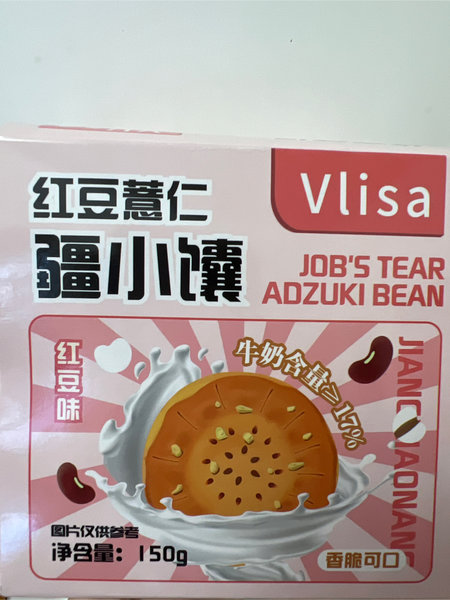 Vlisa
红豆薏仁
疆小馕
JOB'S TEAR
ADZUKI BEAN
红豆味
牛奶含量≥17%
图片仅供参考
净含量：150g
香脆可口